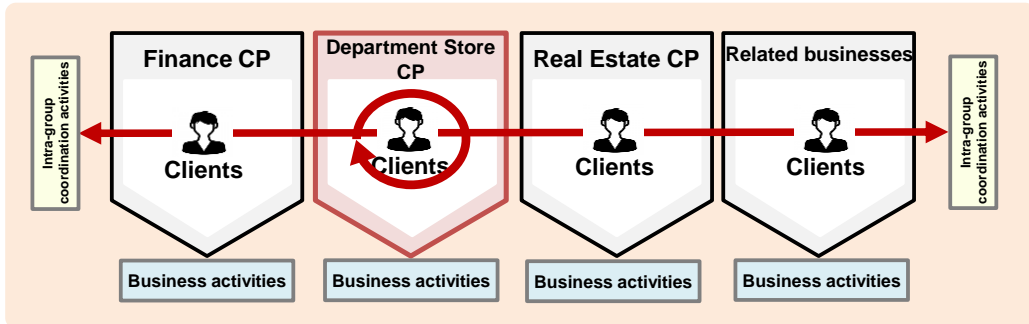 Intra-group
coordination activities
Finance CP
Clients
Business activities
Department Store
CP
Clients
Business activities
Real Estate CP
Clients
Business activities
Related businesses
Clients
Business activities
Intra-group
coordination activities